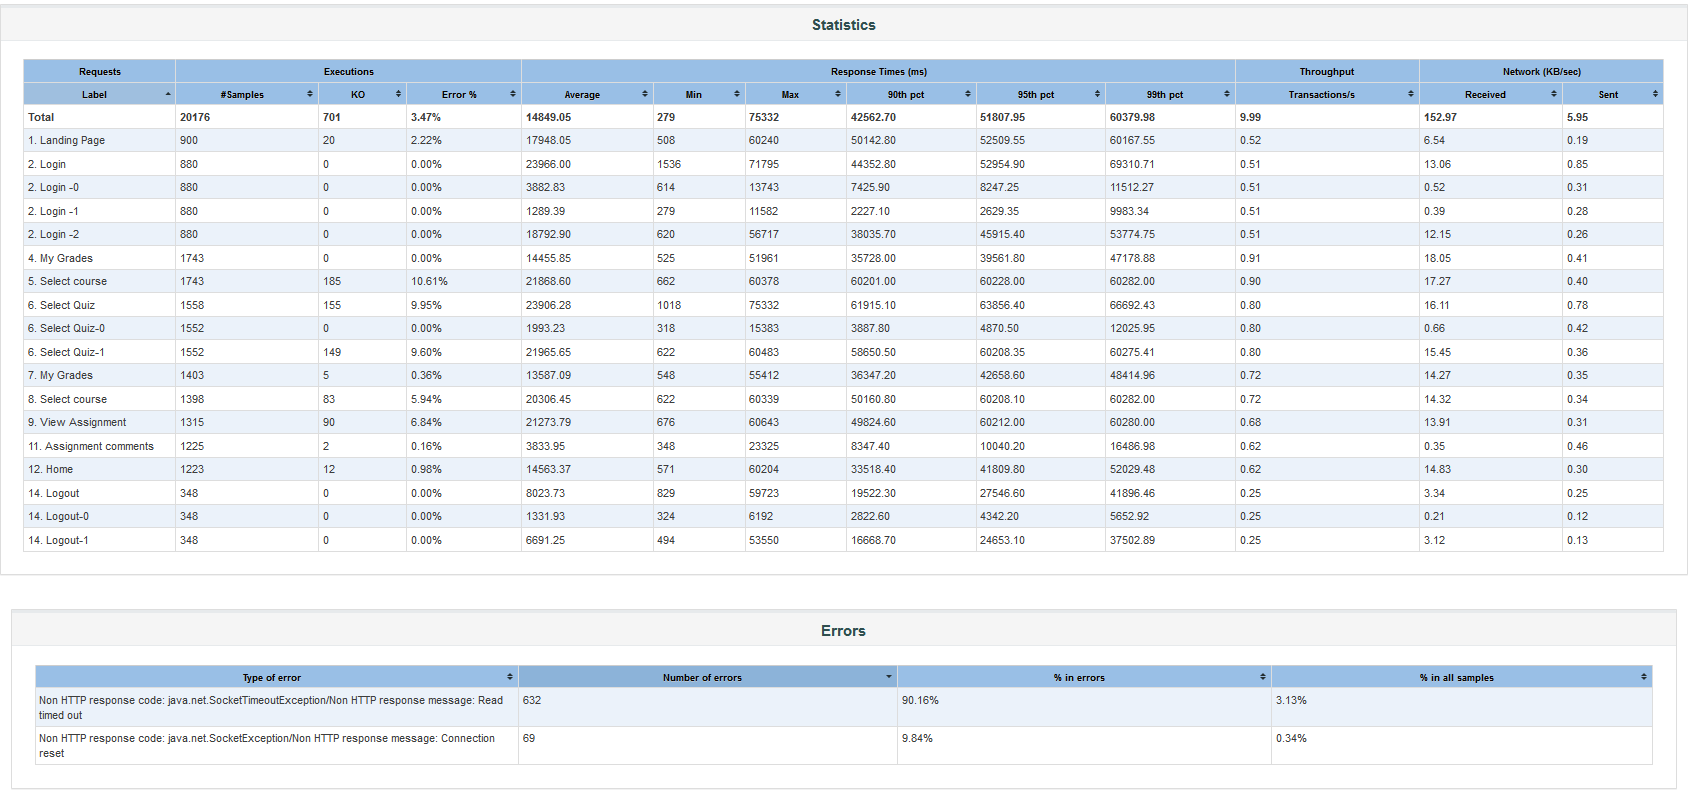 Statistics
Requests Executions Response Times (ms) Throughput Network (KB/sec)
Label #Samples KO Error % Average Min Max 90th pct 95th pct 99th pct Transactions/s Received Sent
Total 20176 701 3.47% 14849.05 279 75332 42562.70 51807.95 60379.98 9.99 152.97 5.95
1. Landing Page 900 20 2.22% 17948.05 508 60240 50142.80 52509.55 60167.55 0.52 6.54 0.19
2. Login 880 0 0.00% 23966.00 1536 71795 44352.80 52954.90 69310.71 0.51 13.06 0.85
2. Login -0 880 0 0.00% 3882.83 614 13743 7425.90 8247.25 11512.27 0.51 0.52 0.31
2. Login -1 880 0 0.00% 1289.39 279 11582 2227.10 2629.35 9983.34 0.51 0.39 0.28
2. Login -2 880 0 0.00% 18792.90 620 56717 38035.70 45915.40 53774.75 0.51 12.15 0.26
4. My Grades 1743 0 0.00% 14455.85 525 51961 35728.00 39561.80 47178.88 0.91 18.05 0.41
5. Select course 1743 185 10.61% 21868.60 662 60378 60201.00 60228.00 60282.00 0.90 17.27 0.40
6. Select Quiz 1558 155 9.95% 23906.28 1018 75332 61915.10 63856.40 66692.43 0.80 16.11 0.78
6. Select Quiz-0 1552 0 0.00% 1993.23 318 15383 3887.80 4870.50 12025.95 0.80 0.66 0.42
6. Select Quiz-1 1552 149 9.60% 21965.65 622 60483 58650.50 60208.35 60275.41 0.80 15.45 0.36
7. My Grades 1403 5 0.36% 13587.09 548 55412 36347.20 42658.60 48414.96 0.72 14.27 0.35
8. Select course 1398 83 5.94% 20306.45 622 60339 50160.80 60208.10 60282.00 0.72 14.32 0.34
9. View Assignment 1315 90 6.84% 21273.79 676 60643 49824.60 60212.00 60280.00 0.68 13.91 0.31
11. Assignment comments 1225 2 0.16% 3833.95 348 23325 8347.40 10040.20 16486.98 0.62 0.35 0.46
12. Home 1223 12 0.98% 14563.37 571 60204 33518.40 41809.80 52029.48 0.62 14.83 0.30
14. Logout 348 0 0.00% 8023.73 829 59723 19522.30 27546.60 41896.46 0.25 3.34 0.25
14. Logout-0 348 0 0.00% 1331.93 324 6192 2822.60 4342.20 5652.92 0.25 0.21 0.12
14. Logout-1 348 0 0.00% 6691.25 494 53550 16668.70 24653.10 37502.89 0.25 3.12 0.13
Errors
Type of error Number of errors % in errors % in all samples
Non HTTP response code: java.net.SocketTimeoutException/Non HTTP response message: Read 632 90.16% 3.13%
timed out
Non HTTP response code: java.net.SocketException/Non HTTP response message: Connection 69 9.84% 0.34%
reset